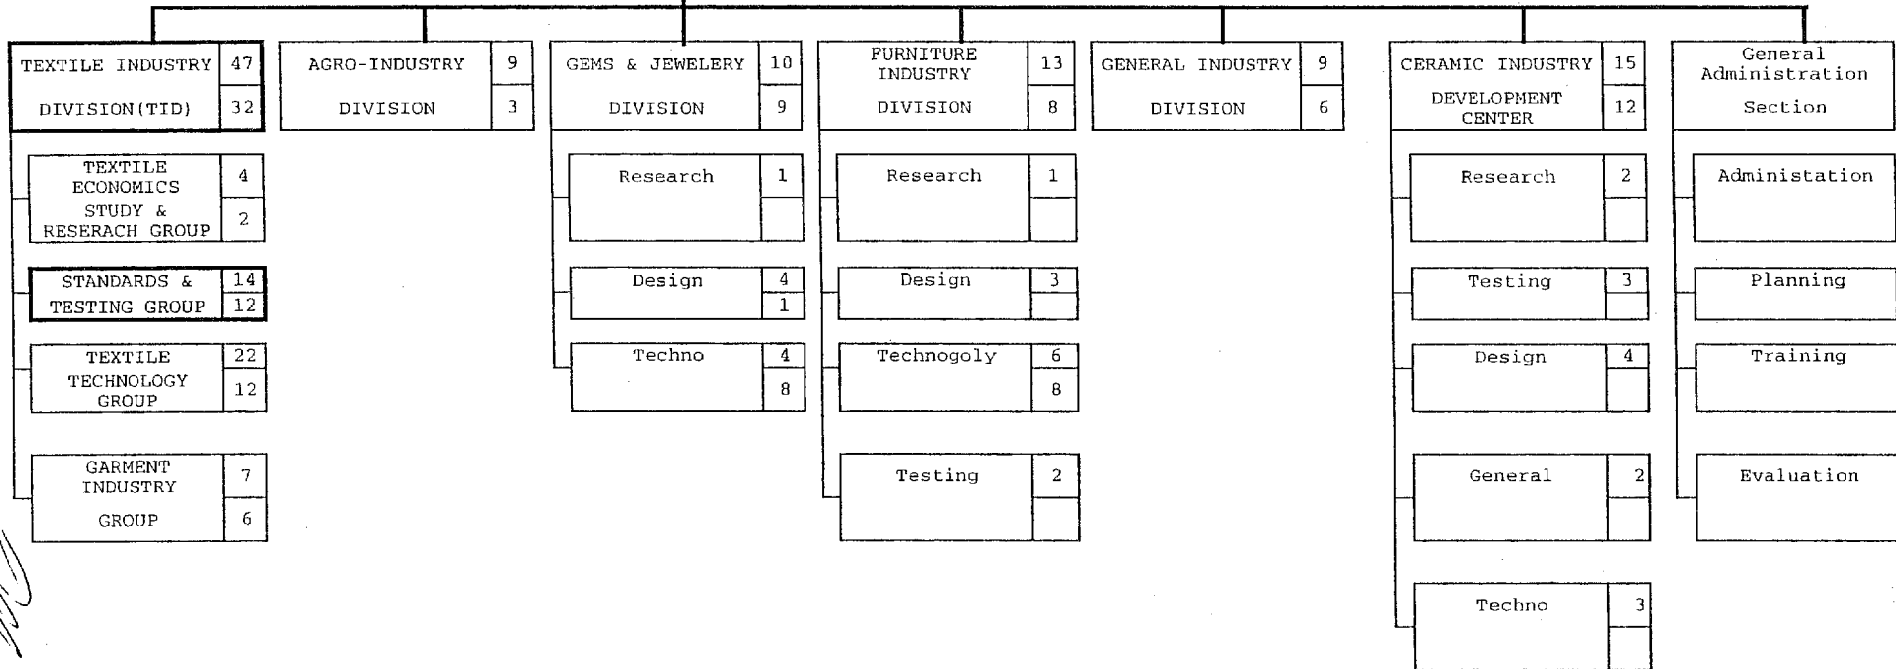 TEXTILE INDUSTRY 47
DIVISION(TID) 32
TEXTILE 4
ECONOMICS
STUDY & 2
RESERACH GROUP
STANDARDS & 14
TESTING GROUP 12
TEXTILE 22
TECHNOLOGY 12
GROUP
GARMENT 7
INDUSTRY
GROUP 6
AGRO-INDUSTRY 9
DIVISION 3
GEMS & JEWELERY 10
DIVISION 9
Research 1
Design 4
1
Techno 4
8
FURNITURE 13
INDUSTRY
DIVISION 8
Research 1
Design 3
Technogoly 6
8
Testing 2
GENERAL INDUSTRY 9
DIVISION 6
CERAMIC INDUSTRY 15
DEVELOPMENT 12
CENTER
Research 2
Testing 3
Design 4
General 2
Techno 3
General
Administration
Section
Administation
Planning
Training
Evaluation